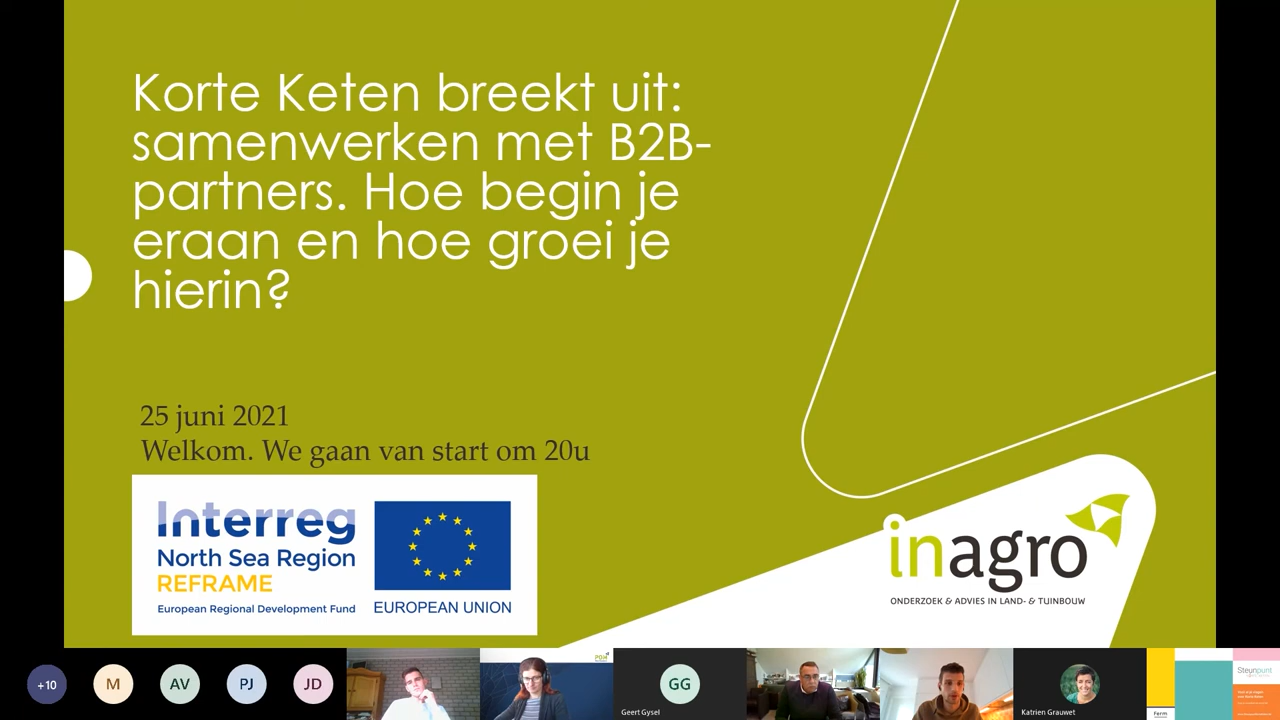 Korte Keten breekt uit:
samenwerken met B2B-
partners. Hoe begin je
eraan en hoe groei je
hierin?
25 juni 2021
Welkom. We gaan van start om 20u
Interreg
North Sea Region
REFRAME
European Regional Development Fund
EUROPEAN UNION
inagro
ONDERZOEK & ADVIES IN LAND- & TUINBOUW
+10
M
AV
PJ
JD
POM
GG
Geert Gysel
Katrien Grauwet
Ferm
Steunpunt